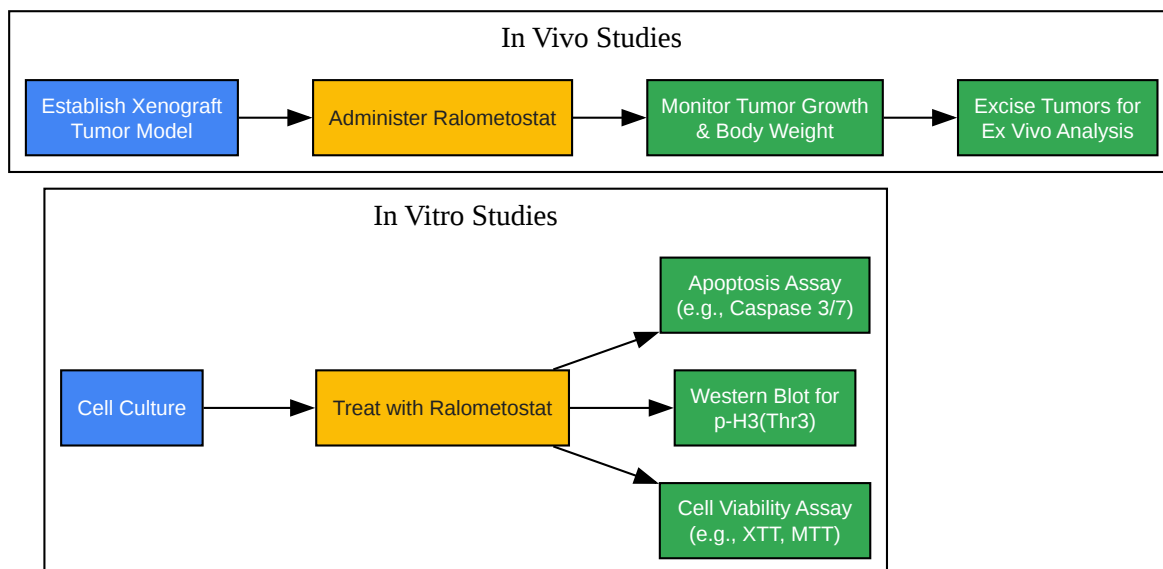 In Vivo Studies
Establish Xenograft
Tumor Model
Administer Ralometostat
Monitor Tumor Growth
& Body Weight
Excise Tumors for
Ex Vivo Analysis
In Vitro Studies
Cell Culture
Treat with Ralometostat
Apoptosis Assay
(e.g., Caspase 3/7)
Western Blot for
p-H3(Thr3)
Cell Viability Assay
(e.g., XTT, MTT)